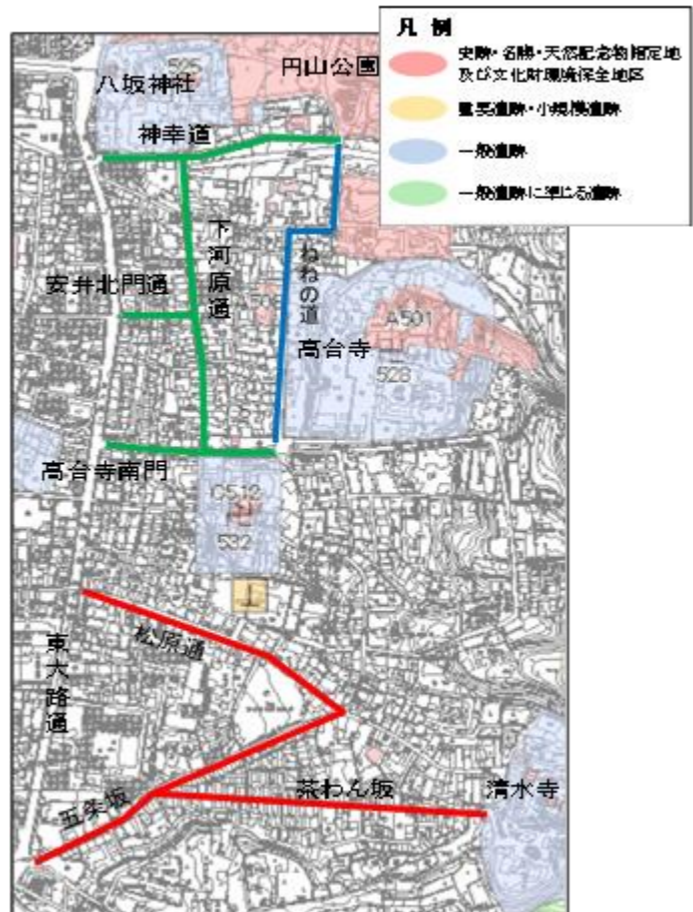 凡 例
史跡・名勝・天然記念物指定地
及び文化財環境保全地区
重要遺跡・小規模遺跡
一般遺跡
一般遺跡に準じる遺跡
525
八坂神社
円山公園
神幸道
下河原通
安井北門通
ねねの道
A501
高台寺
523
高台寺南門
C512
532
松原通
東大路通
五条坂
茶わん坂
清水寺